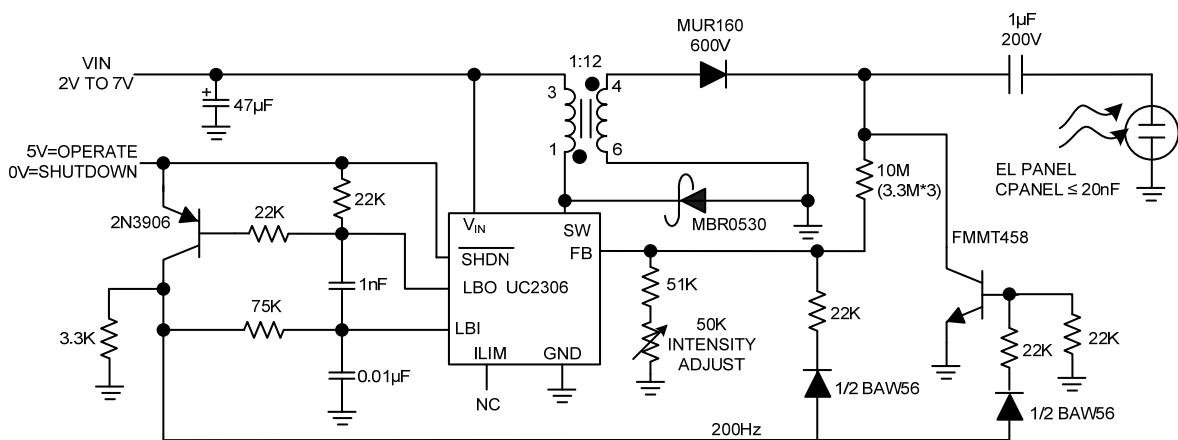 MUR160
600V
1µF
200V
1:12
VIN
2V TO 7V
3
4
+
47µF
1
6
5V=OPERATE
0V=SHUTDOWN
10M
(3.3M*3)
EL PANEL
CPANEL ≤ 20nF
22K
2N3906
22K
MBR0530
VIN
SW
SHDN
FB
FMMT458
LBO
UC2306
1nF
51K
75K
LBI
22K
50K
INTENSITY
ADJUST
3.3K
22K
22K
ILIM
GND
0.01µF
NC
1/2 BAW56
1/2 BAW56
200Hz